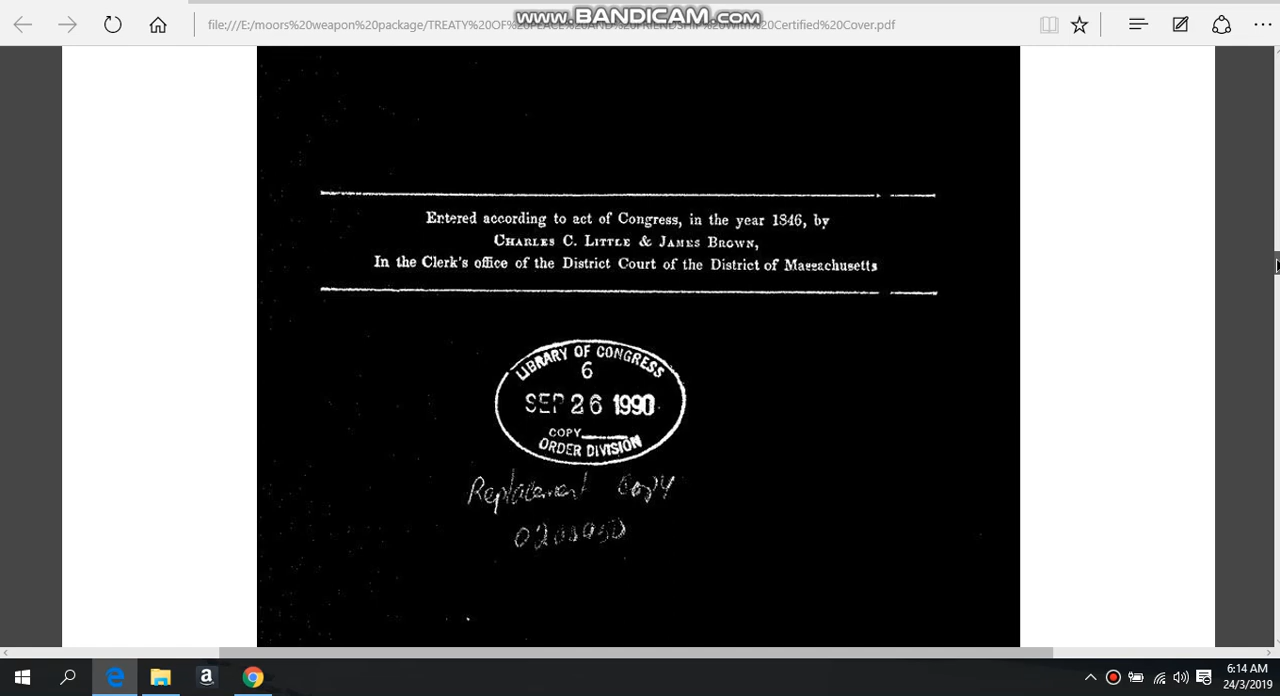 www.BANDICAM.com
file:///E:/moors%20weapon%20package/TREATY%20OF%20PEACE%20AND%20FRIENDSHIP%20With%20Certified%20Cover.pdf
Entered according to act of Congress, in the year 1846, by
CHARLES C. LITTLE & JAMES BROWN,
In the Clerk's office of the District Court of the District of Massachusetts
LIBRARY OF CONGRESS
6
SEP 26 1990
COPY
ORDER DIVISION
Replacement Copy
6:14 AM
24/3/2019